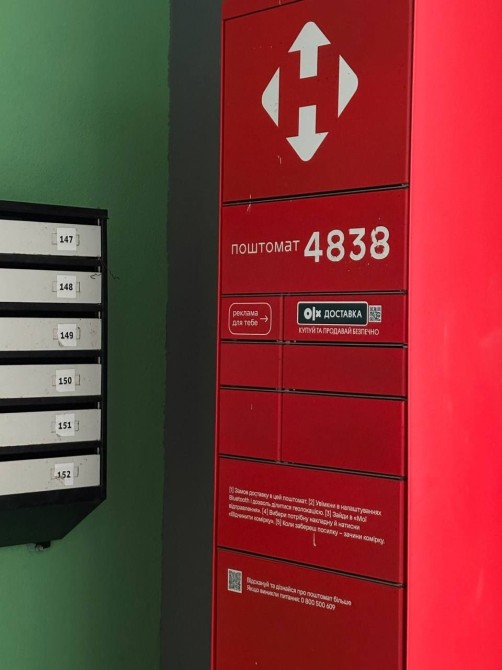 147
148
149
150
151
152
поштомат 4838
реклама
для тебе →
OLX ДОСТАВКА
КУПУЙ ТА ПРОДАВАЙ БЕЗПЕЧНО
[1] Замов доставку в цей поштомат. [2] Увімкни в налаштуваннях
Bluetooth і дозволь ділитися геолокацією. [3] Зайди в «Мої
відправлення». [4] Вибери потрібну накладну й натисни
«Відчинити комірку». [5] Коли забереш посилку – зачини комірку.
Відскануй та дізнайся про поштомат більше
Якщо виникли питання: 0 800 500 609